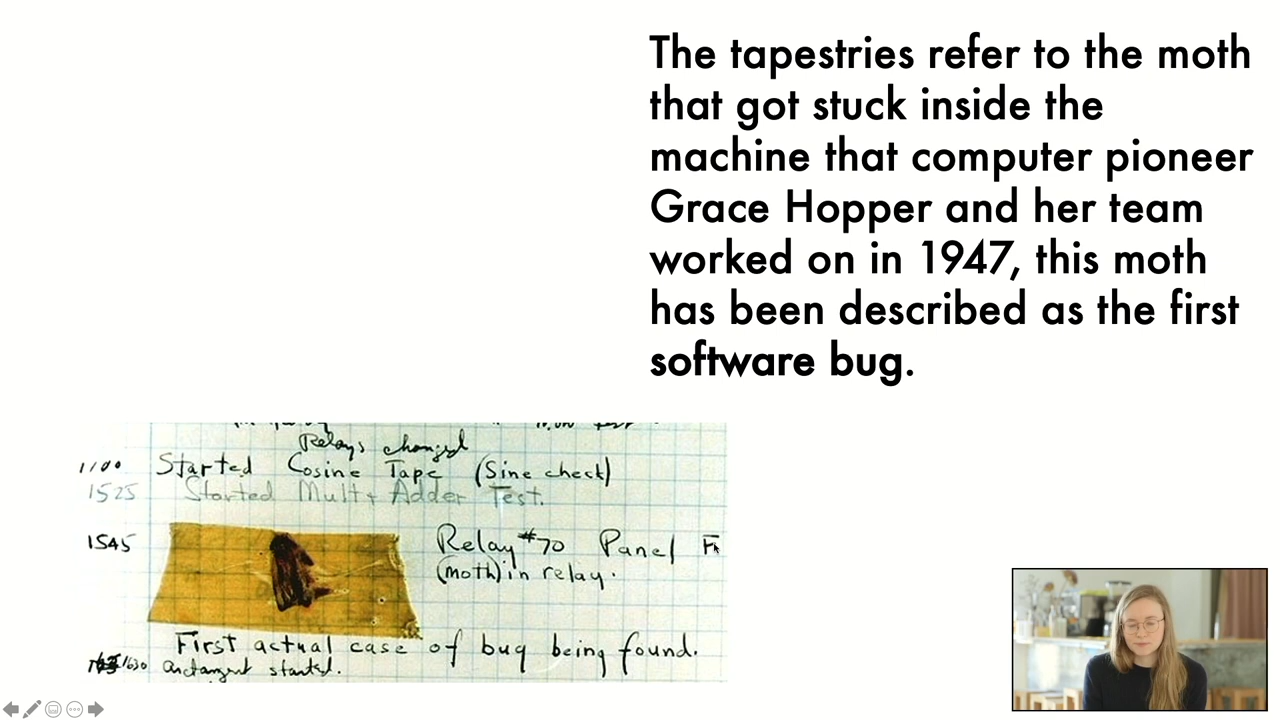 The tapestries refer to the moth
that got stuck inside the
machine that computer pioneer
Grace Hopper and her team
worked on in 1947, this moth
has been described as the first
software bug.
Relays changed
1100 Started Cosine Tape (Sine check)
1525 Started Mult+ Adder Test.
1545 Relay #70 Panel F
(moth) in relay.
First actual case of bug being found.
1630 arctangent started.